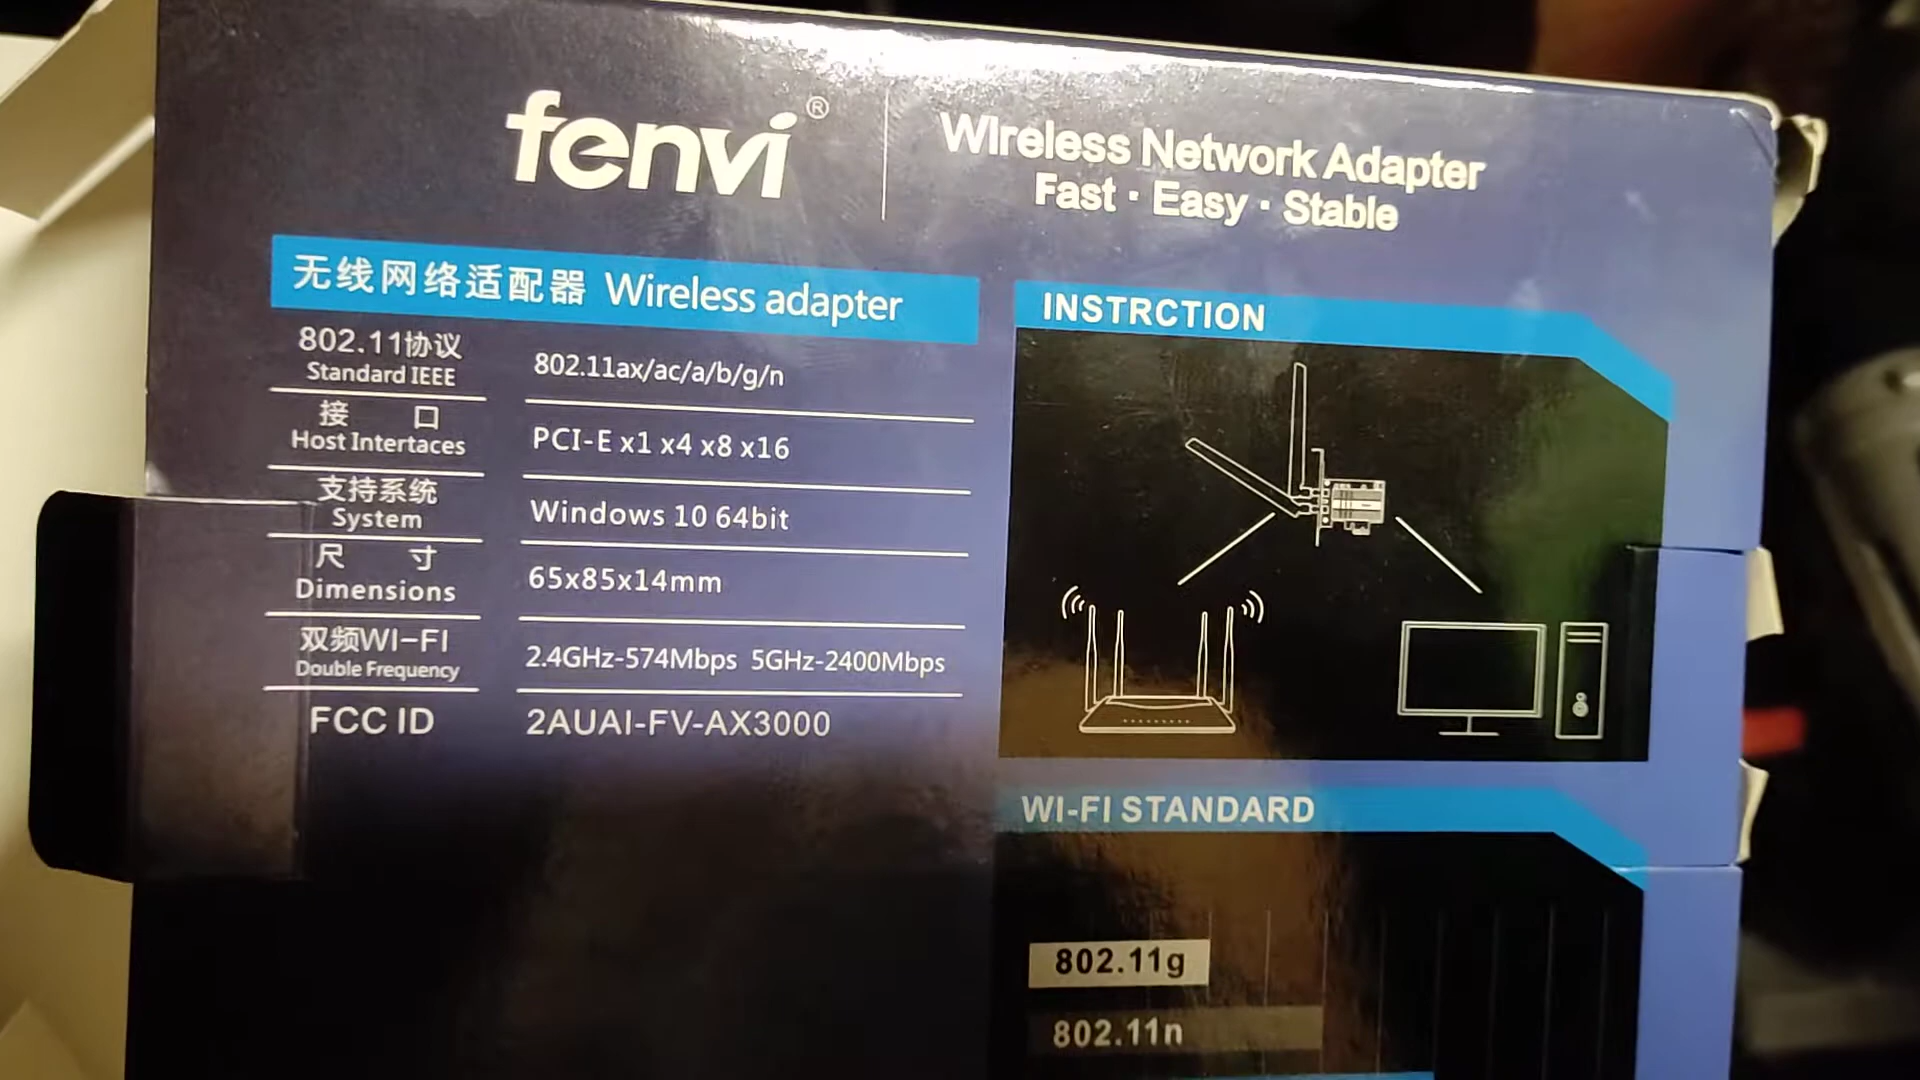 fenvi®
Wireless Network Adapter
Fast · Easy · Stable
无线网络适配器 Wireless adapter
802.11协议
Standard IEEE
802.11ax/ac/a/b/g/n
接 口
Host Intertaces
PCI-E x1 x4 x8 x16
支持系统
System
Windows 10 64bit
尺 寸
Dimensions
65x85x14mm
双频WI-FI
Double Frequency
2.4GHz-574Mbps 5GHz-2400Mbps
FCC ID
2AUAI-FV-AX3000
INSTRCTION
WI-FI STANDARD
802.11g
802.11n